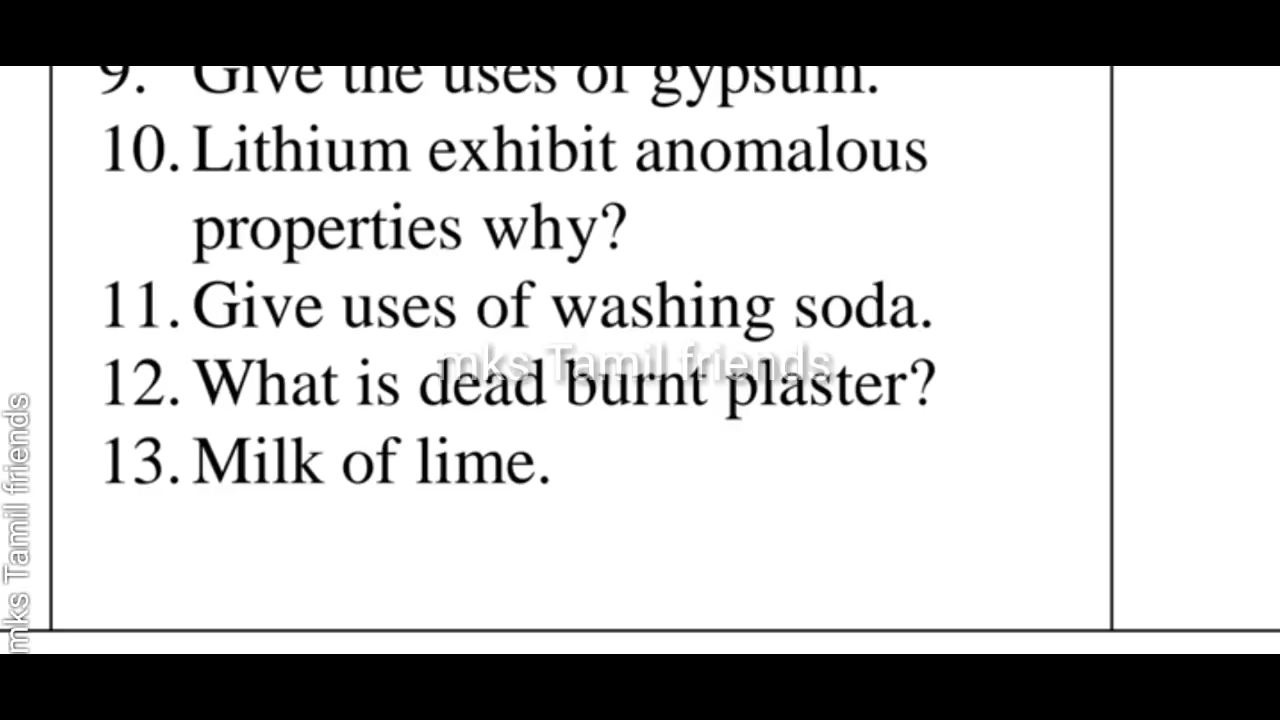 9. Give the uses of gypsum.
10. Lithium exhibit anomalous
properties why?
11. Give uses of washing soda.
mks Tamil friends
12. What is dead burnt plaster?
13. Milk of lime.
mks Tamil friends